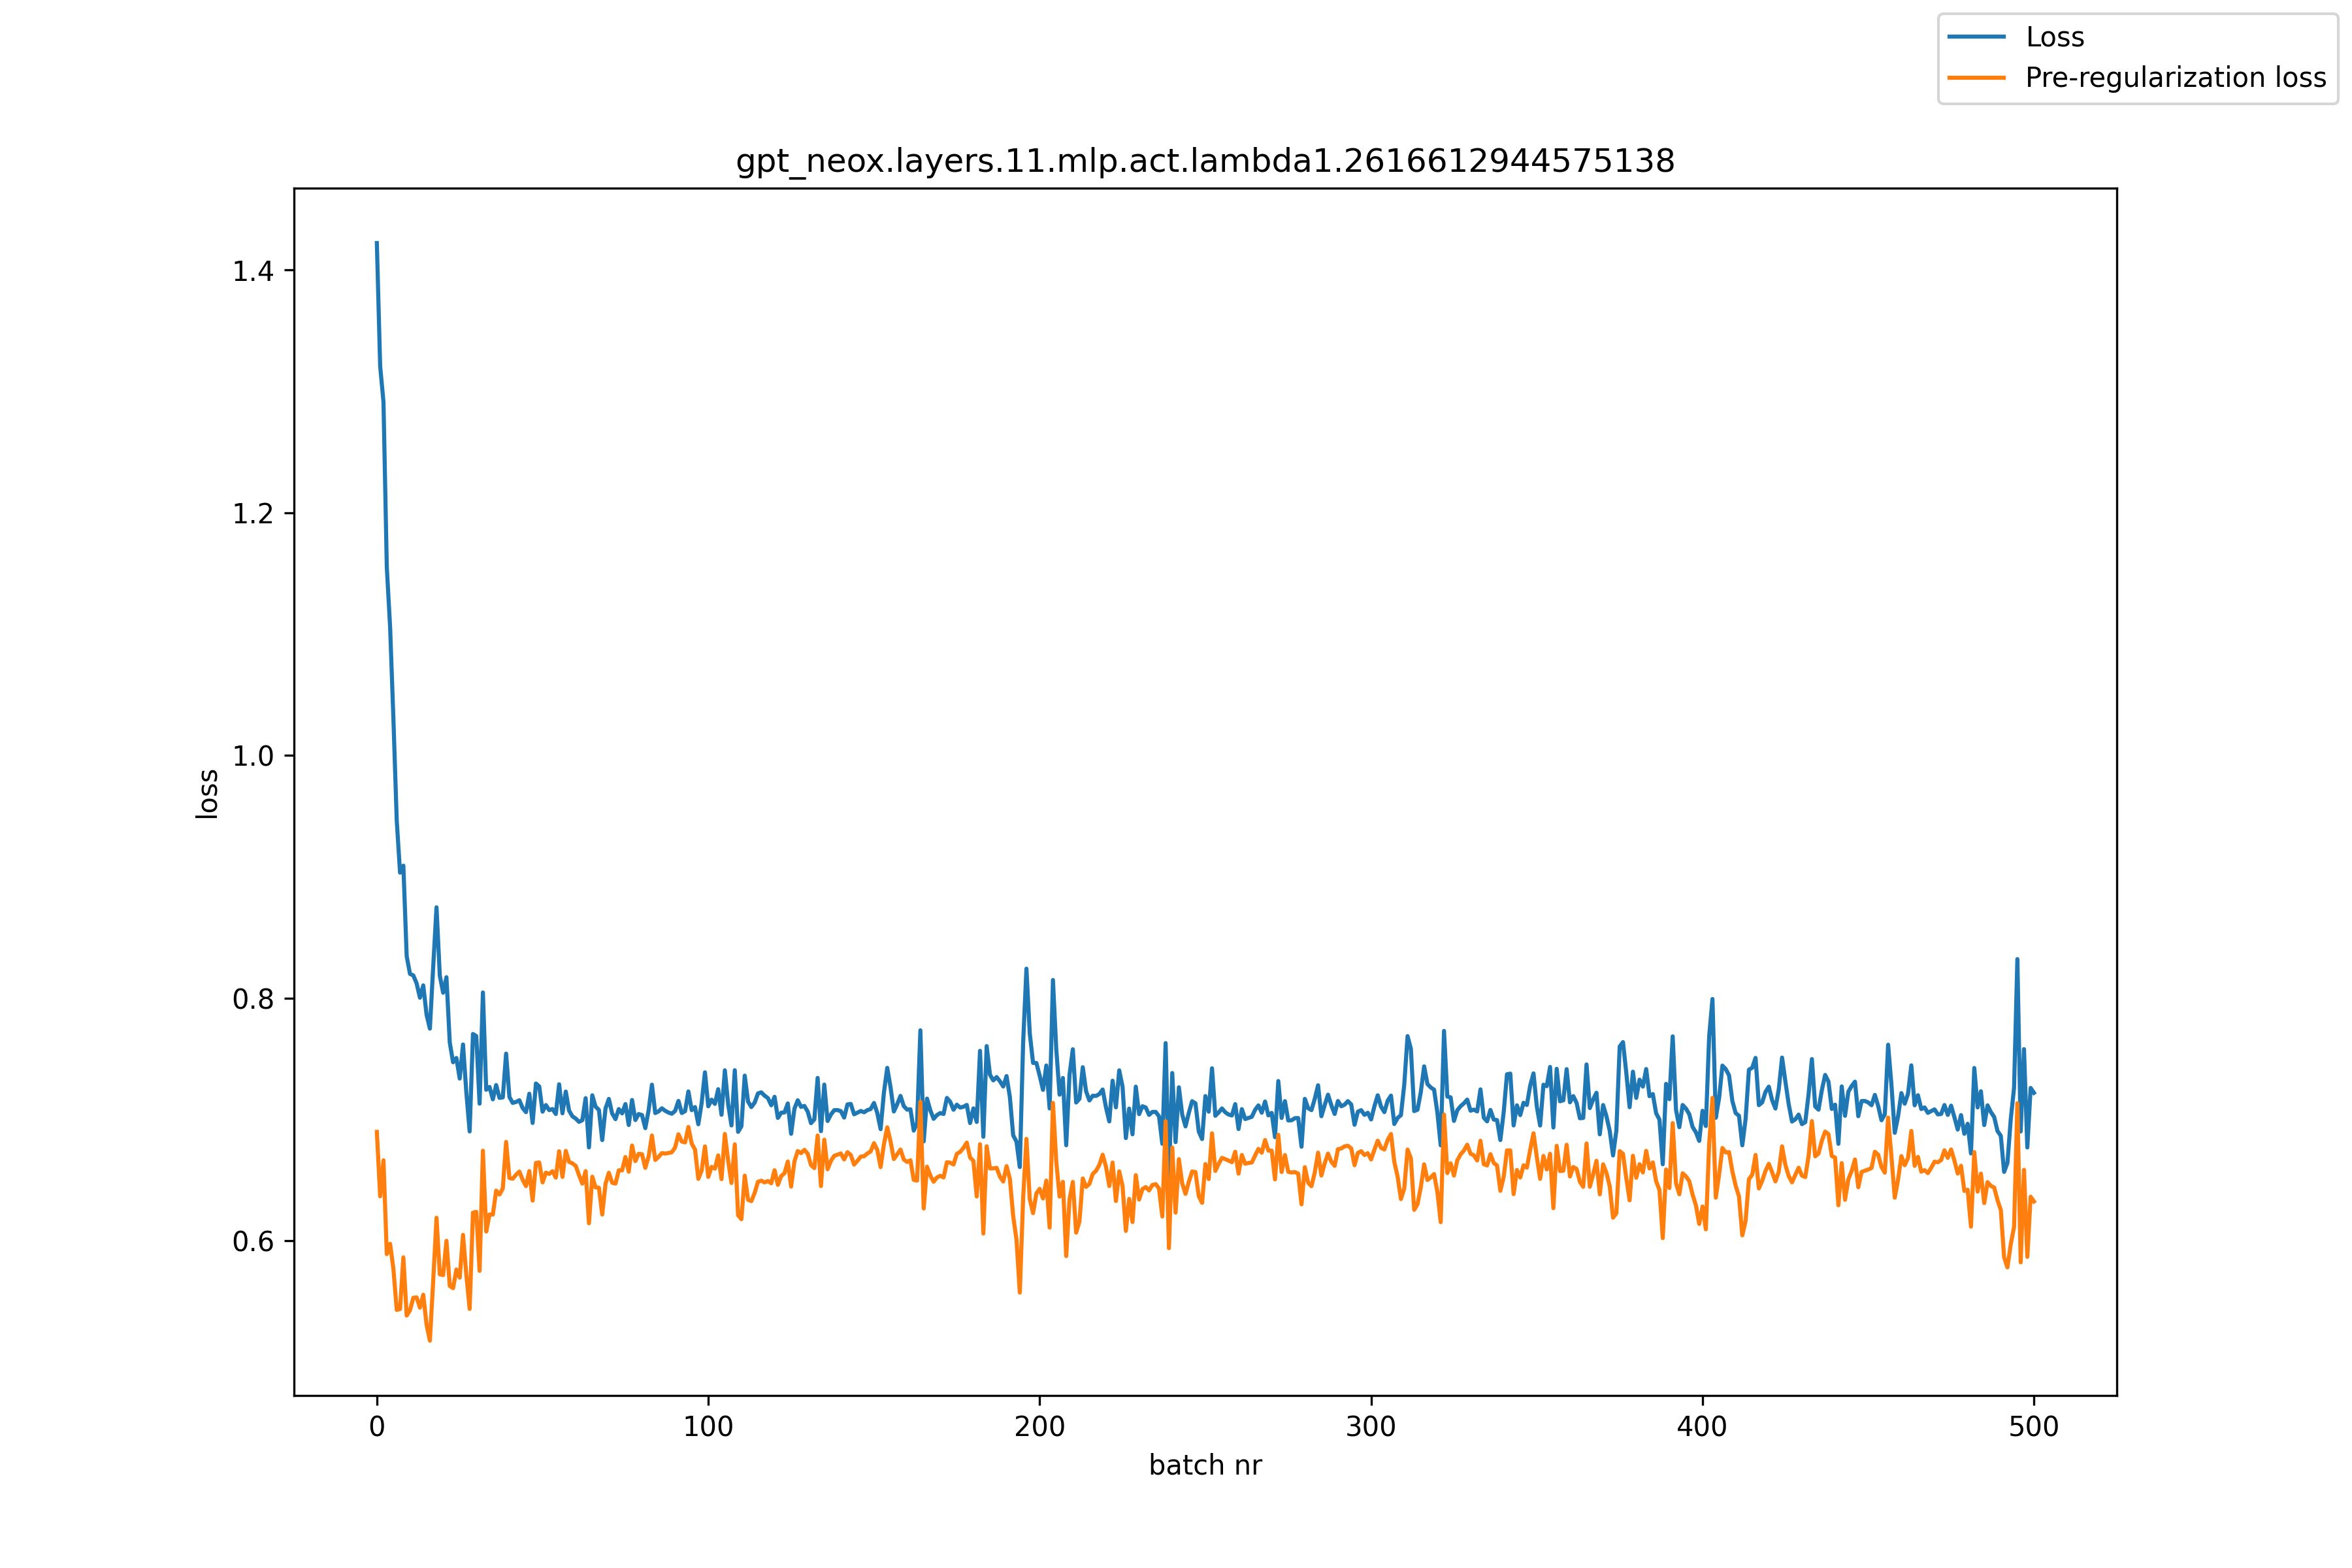 Loss
Pre-regularization loss
gpt_neox.layers.11.mlp.act.lambda1.2616612944575138
1.4
1.2
1.0
0.8
0.6
loss
0
100
200
300
400
500
batch nr